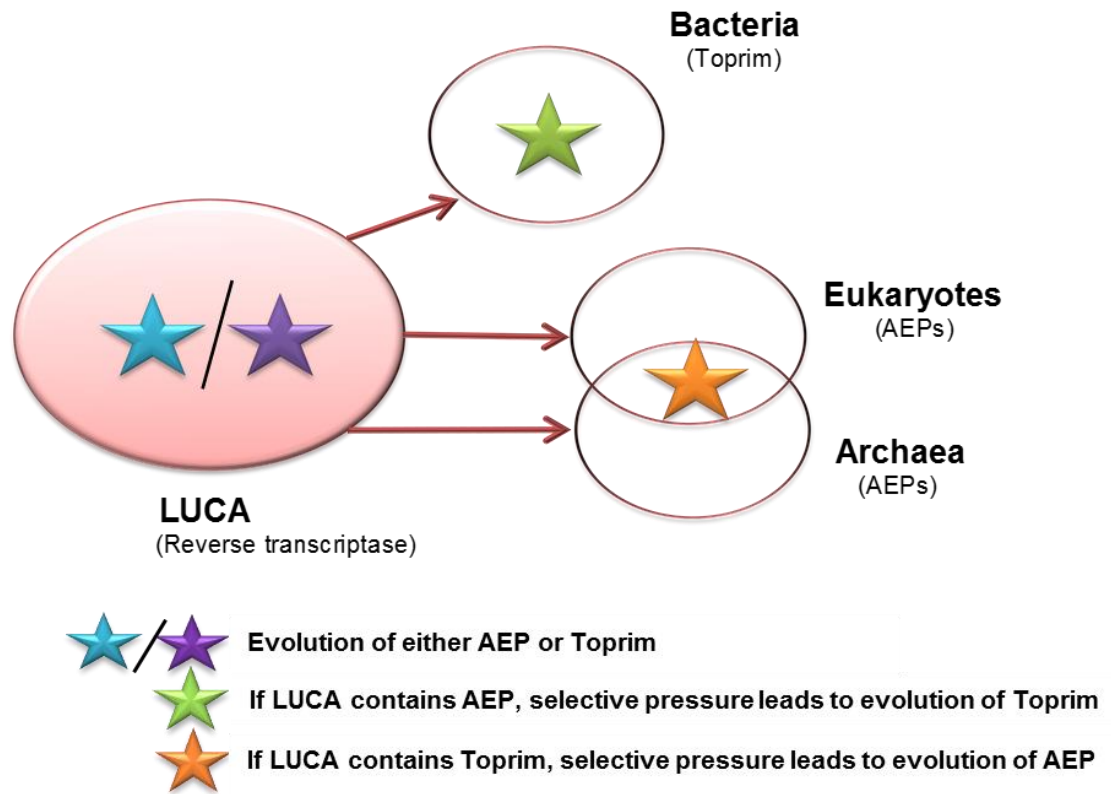 Bacteria
(Toprim)
Eukaryotes
(AEPs)
Archaea
(AEPs)
LUCA
(Reverse transcriptase)
Evolution of either AEP or Toprim
If LUCA contains AEP, selective pressure leads to evolution of Toprim
If LUCA contains Toprim, selective pressure leads to evolution of AEP